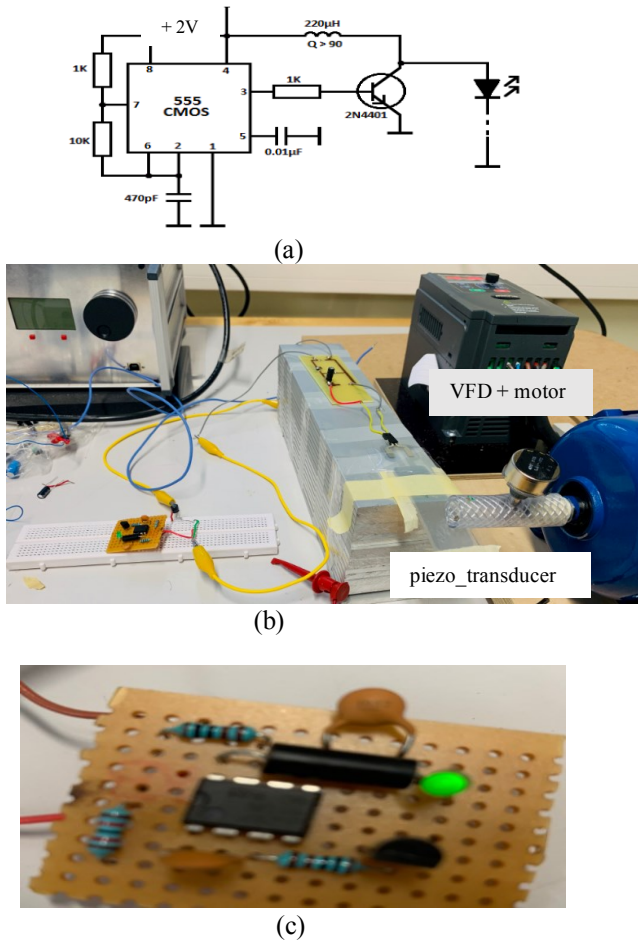 + 2V
220µH
Q > 90
1K
8
4
7
555
CMOS
3
1K
2N4401
10K
5
0.01µF
6
2
1
470pF
(a)
VFD + motor
piezo_transducer
(b)
(c)